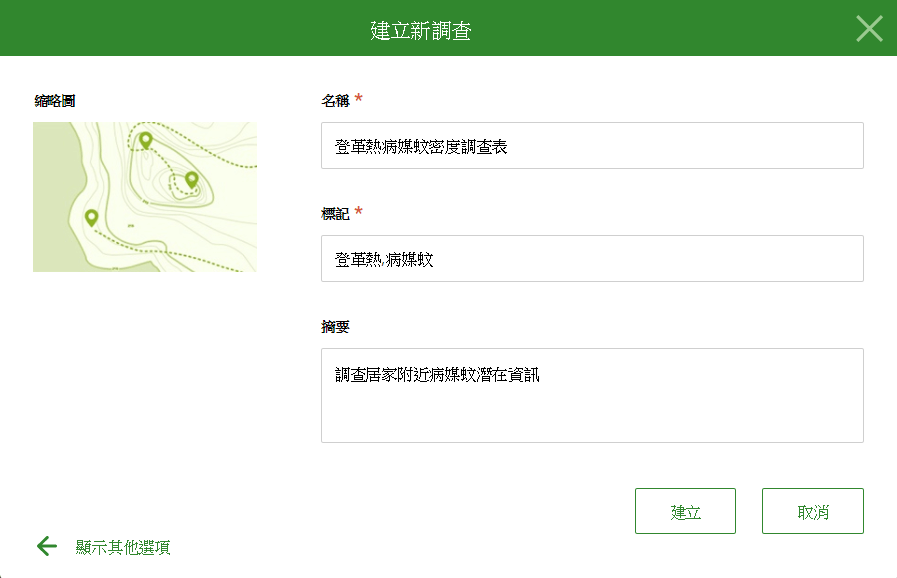 建立新調查
縮略圖
名稱 *
登革熱病媒蚊密度調查表
標記 *
登革熱,病媒蚊
摘要
調查居家附近病媒蚊潛在資訊
建立
取消
顯示其他選項